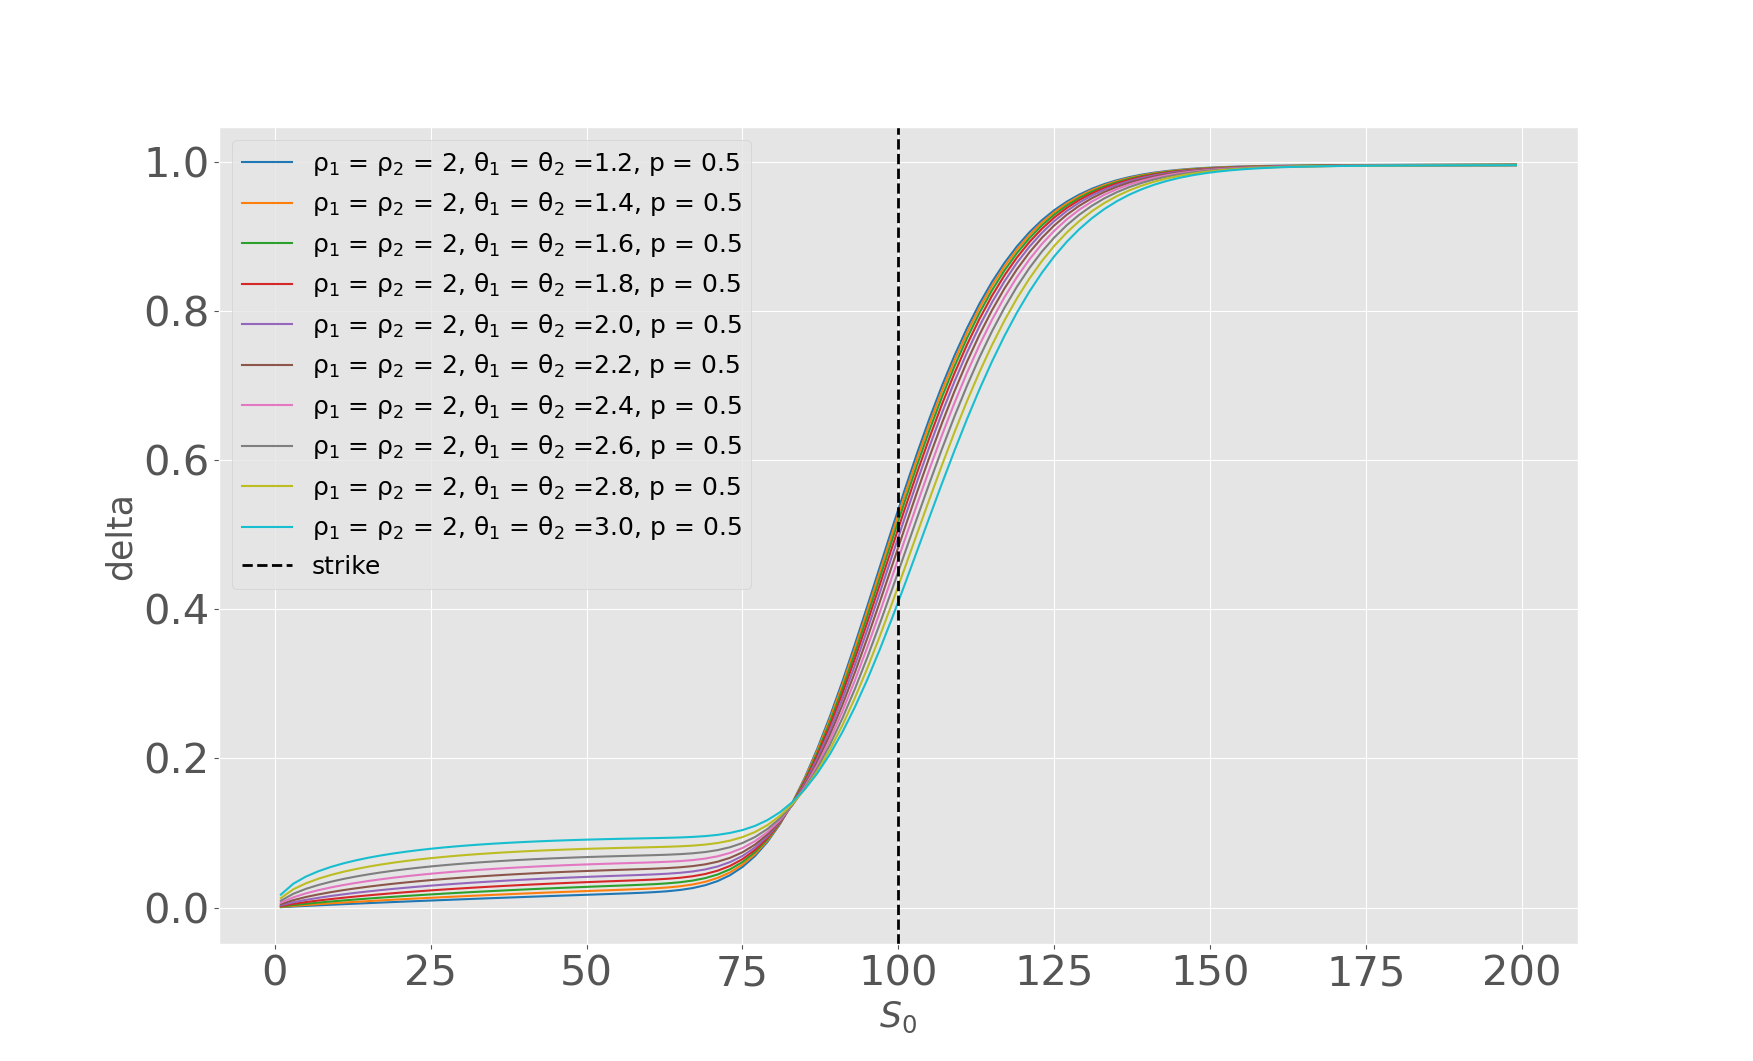 1.0
0.8
0.6
0.4
0.2
0.0
delta
ρ₁ = ρ₂ = 2, θ₁ = θ₂ =1.2, p = 0.5
ρ₁ = ρ₂ = 2, θ₁ = θ₂ =1.4, p = 0.5
ρ₁ = ρ₂ = 2, θ₁ = θ₂ =1.6, p = 0.5
ρ₁ = ρ₂ = 2, θ₁ = θ₂ =1.8, p = 0.5
ρ₁ = ρ₂ = 2, θ₁ = θ₂ =2.0, p = 0.5
ρ₁ = ρ₂ = 2, θ₁ = θ₂ =2.2, p = 0.5
ρ₁ = ρ₂ = 2, θ₁ = θ₂ =2.4, p = 0.5
ρ₁ = ρ₂ = 2, θ₁ = θ₂ =2.6, p = 0.5
ρ₁ = ρ₂ = 2, θ₁ = θ₂ =2.8, p = 0.5
ρ₁ = ρ₂ = 2, θ₁ = θ₂ =3.0, p = 0.5
strike
0 25 50 75 100 125 150 175 200
S₀